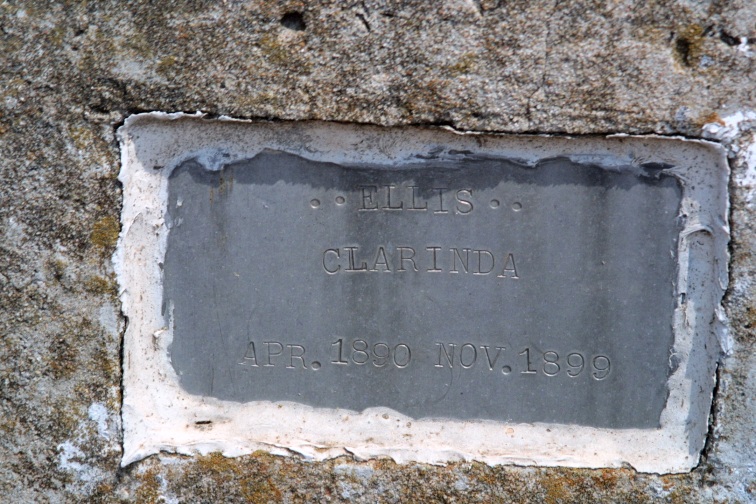 ..ELLIS..
CLARINDA
APR. 1890 NOV. 1899